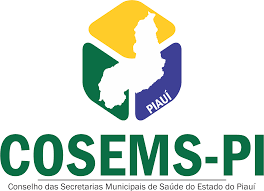 PIAUÍ
COSEMS-PI
Conselho das Secretarias Municipais de Saúde do Estado do Piauí